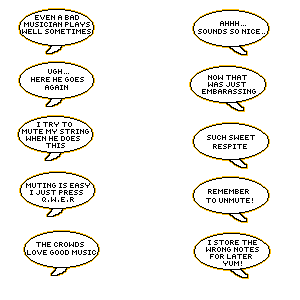 EVEN A BAD
MUSICIAN PLAYS
WELL SOMETIMES
UGH...
HERE HE GOES
AGAIN
I TRY TO
MUTE MY STRING
WHEN HE DOES
THIS
MUTING IS EASY
I JUST PRESS
Q.W.E.R
THE CROWDS
LOVE GOOD MUSIC
AHHH...
SOUNDS SO NICE..
NOW THAT
WAS JUST
EMBARASSING
SUCH SWEET
RESPITE
REMEMBER
TO UNMUTE!
I STORE THE
WRONG NOTES
FOR LATER
YUM!